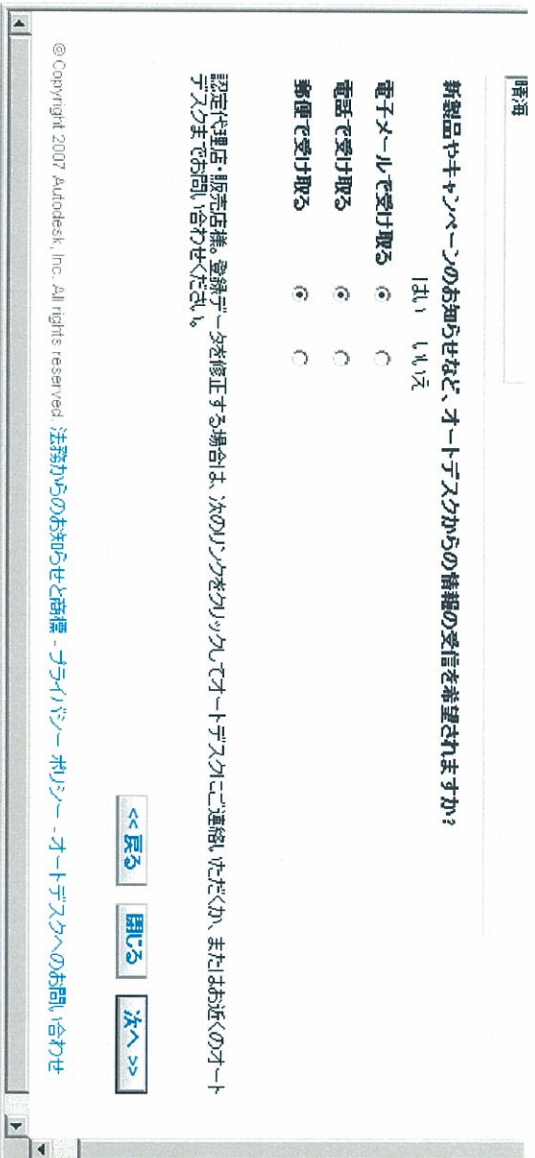 晴海
新製品やキャンペーンのお知らせなど、オートデスクからの情報の受信を希望されますか?
はい いいえ
電子メールで受け取る
電話で受け取る
郵便で受け取る
認定代理店・販売店様。登録データを修正する場合は、次のリンクをクリックしてオートデスクにご連絡いただくか、またはお近くのオート
デスクまでお問い合わせください。
<< 戻る 閉じる 次へ >>
© Copyright 2007 Autodesk, Inc. All rights reserved. 法務からのお知らせと商標 - プライバシー ポリシー - オートデスクへのお問い合わせ